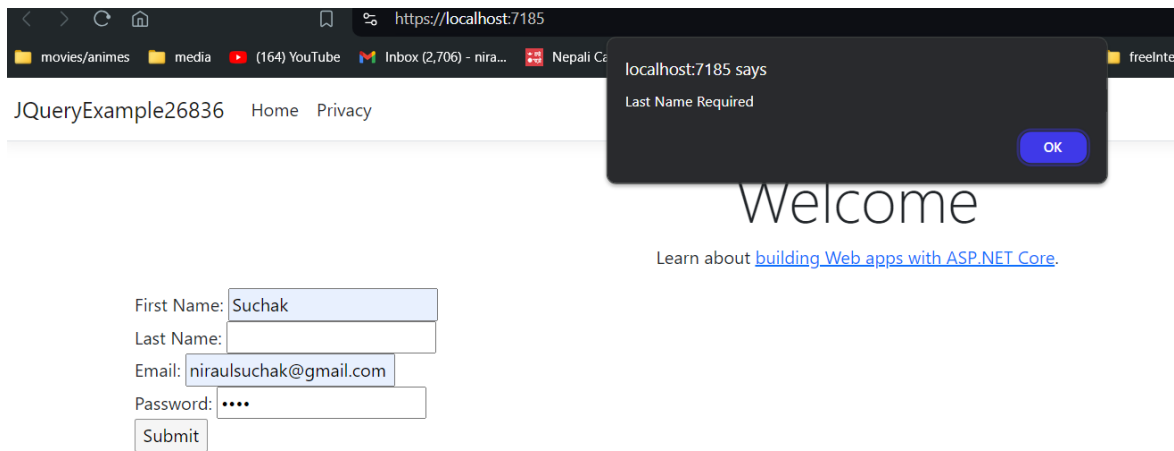 https://localhost:7185
movies/animes media (164) YouTube Inbox (2,706) - nira... Nepali Ca freeInte
localhost:7185 says
Last Name Required
OK
JQueryExample26836 Home Privacy
Welcome
Learn about building Web apps with ASP.NET Core.
First Name: Suchak
Last Name:
Email: niraulsuchak@gmail.com
Password: ••••
Submit